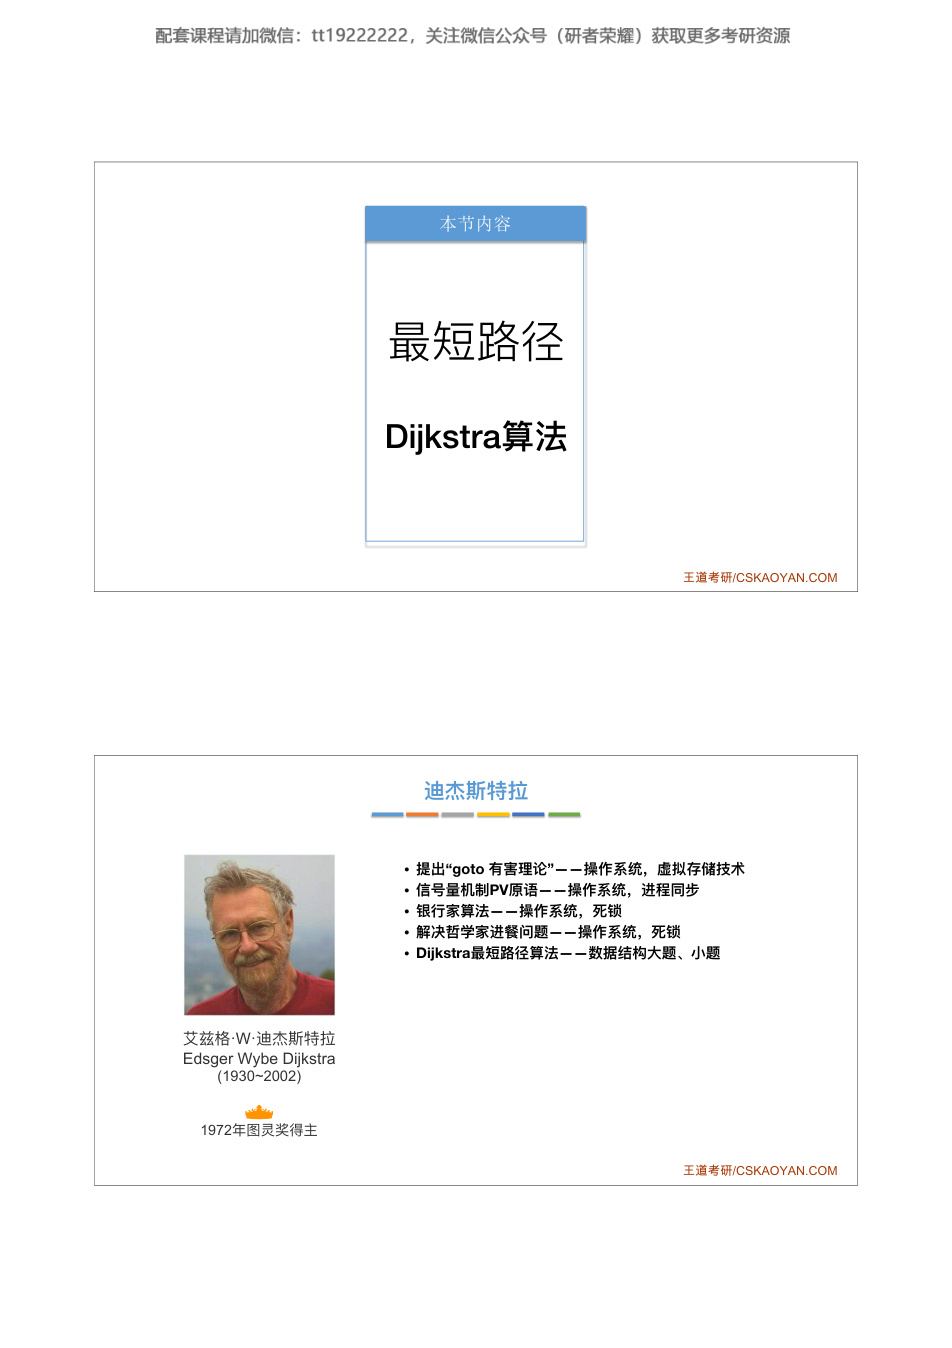 配套课程请加微信：tt19222222，关注微信公众号（研者荣耀）获取更多考研资源
本节内容
最短路径
Dijkstra算法
王道考研/CSKAOYAN.COM
迪杰斯特拉
• 提出“goto 有害理论”——操作系统，虚拟存储技术
• 信号量机制PV原语——操作系统，进程同步
• 银行家算法——操作系统，死锁
• 解决哲学家进餐问题——操作系统，死锁
• Dijkstra最短路径算法——数据结构大题、小题
艾兹格·W·迪杰斯特拉
Edsger Wybe Dijkstra
(1930~2002)
1972年图灵奖得主
王道考研/CSKAOYAN.COM